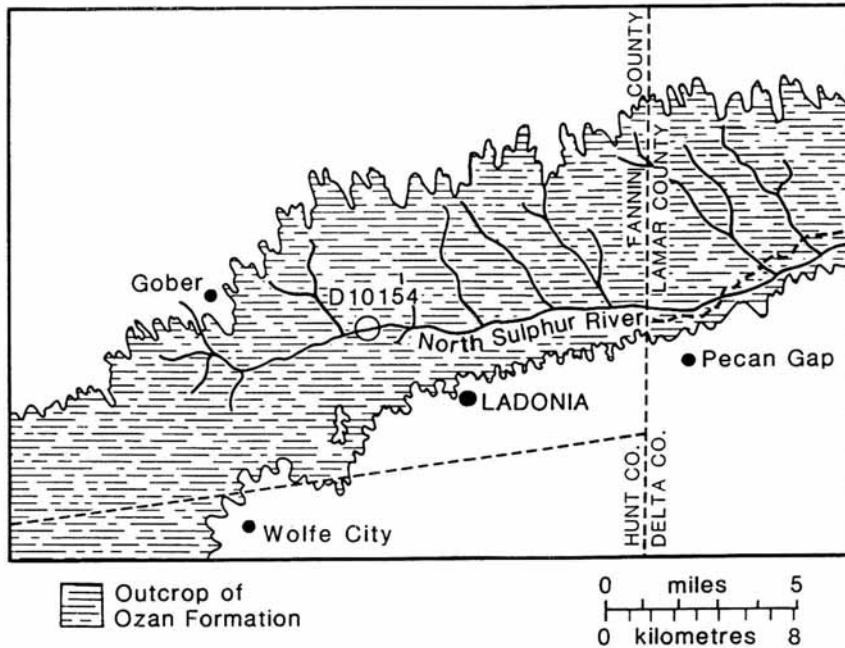 FANNIN COUNTY
LAMAR COUNTY
Gober
D10154
North Sulphur River
Pecan Gap
LADONIA
HUNT CO.
DELTA CO.
Wolfe City
Outcrop of
Ozan Formation
0 miles 5
0 kilometres 8